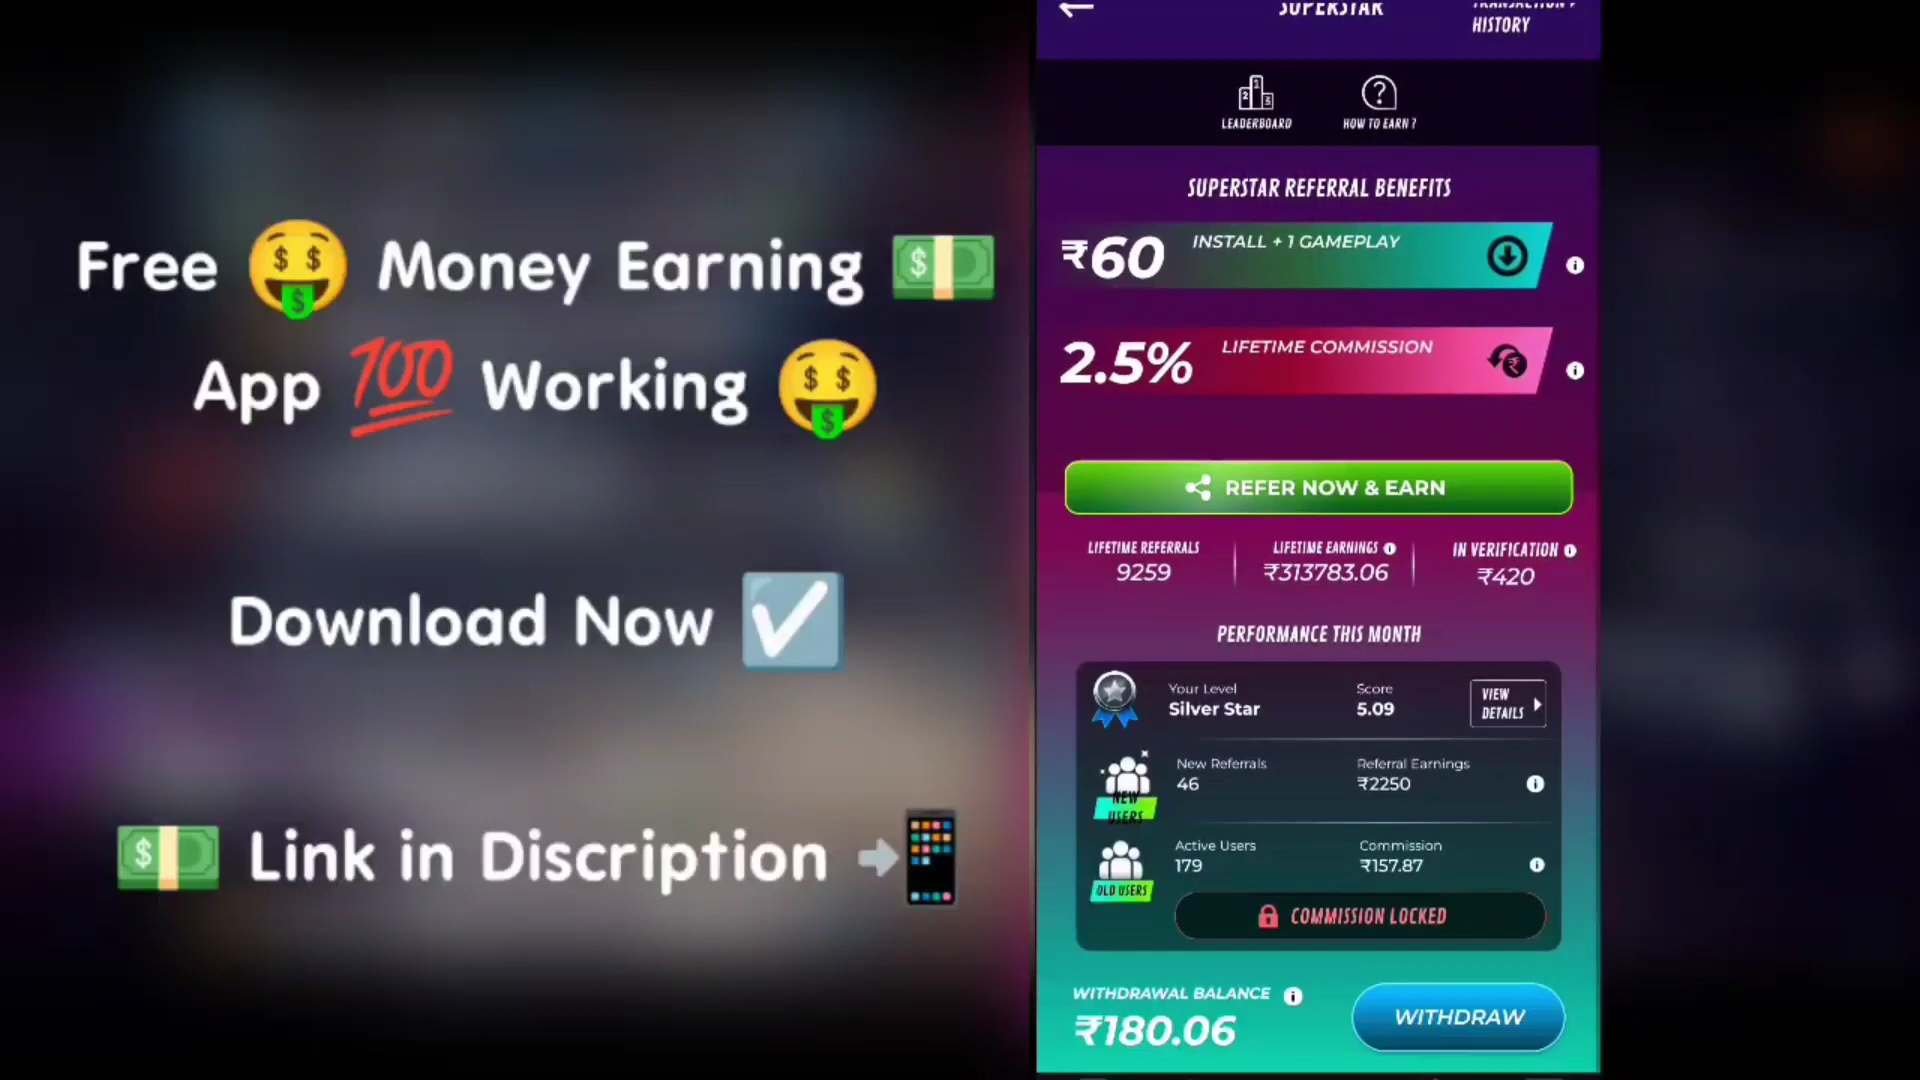 Free 🤑 Money Earning 💵
App 💯 Working 🤑
Download Now ☑️
💵 Link in Discription 📲
SUPERSTAR
HISTORY
LEADERBOARD
HOW TO EARN ?
SUPERSTAR REFERRAL BENEFITS
₹60 INSTALL + 1 GAMEPLAY
2.5% LIFETIME COMMISSION
REFER NOW & EARN
LIFETIME REFERRALS
9259
LIFETIME EARNINGS
₹313783.06
IN VERIFICATION
₹420
PERFORMANCE THIS MONTH
Your Level
Silver Star
Score
5.09
VIEW
DETAILS
NEW
USERS
New Referrals
46
Referral Earnings
₹2250
OLD USERS
Active Users
179
Commission
₹157.87
COMMISSION LOCKED
WITHDRAWAL BALANCE
₹180.06
WITHDRAW